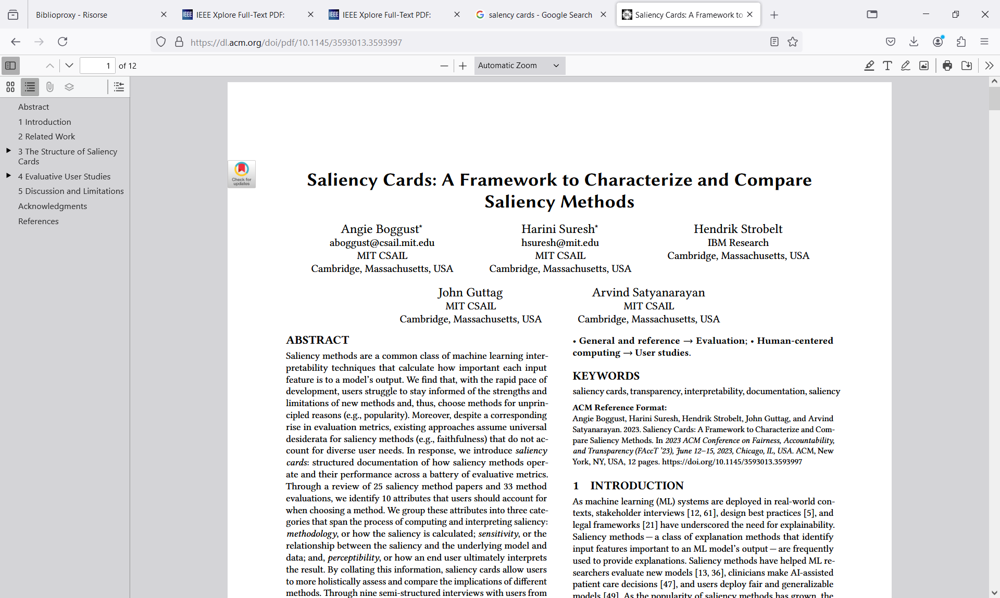 Biblioproxy - Risorse
IEEE Xplore Full-Text PDF:
IEEE Xplore Full-Text PDF:
salency cards - Google Search
Saliency Cards: A Framework to
https://dl.acm.org/doi/pdf/10.1145/3593013.3593997
1 of 12
Automatic Zoom
Abstract
1 Introduction
2 Related Work
3 The Structure of Saliency
Cards
4 Evaluative User Studies
5 Discussion and Limitations
Acknowledgments
References
Check for
updates
Saliency Cards: A Framework to Characterize and Compare
Saliency Methods
Angie Boggust*
aboggust@csail.mit.edu
MIT CSAIL
Cambridge, Massachusetts, USA
Harini Suresh*
hsuresh@mit.edu
MIT CSAIL
Cambridge, Massachusetts, USA
Hendrik Strobelt
IBM Research
Cambridge, Massachusetts, USA
John Guttag
MIT CSAIL
Cambridge, Massachusetts, USA
Arvind Satyanarayan
MIT CSAIL
Cambridge, Massachusetts, USA
ABSTRACT
Saliency methods are a common class of machine learning inter-
pretability techniques that calculate how important each input
feature is to a model's output. We find that, with the rapid pace of
development, users struggle to stay informed of the strengths and
limitations of new methods and, thus, choose methods for unprin-
cipled reasons (e.g., popularity). Moreover, despite a corresponding
rise in evaluation metrics, existing approaches assume universal
desiderata for saliency methods (e.g., faithfulness) that do not ac-
count for diverse user needs. In response, we introduce saliency
cards: structured documentation of how saliency methods oper-
ate and their performance across a battery of evaluative metrics.
Through a review of 25 saliency method papers and 33 method
evaluations, we identify 10 attributes that users should account for
when choosing a method. We group these attributes into three cate-
gories that span the process of computing and interpreting saliency:
methodology, or how the saliency is calculated; sensitivity, or the
relationship between the saliency and the underlying model and
data; and, perceptibility, or how an end user ultimately interprets
the result. By collating this information, saliency cards allow users
to more holistically assess and compare the implications of different
methods. Through nine semi-structured interviews with users from
• General and reference → Evaluation; • Human-centered
computing → User studies.
KEYWORDS
saliency cards, transparency, interpretability, documentation, saliency
ACM Reference Format:
Angie Boggust, Harini Suresh, Hendrik Strobelt, John Guttag, and Arvind
Satyanarayan. 2023. Saliency Cards: A Framework to Characterize and Com-
pare Saliency Methods. In 2023 ACM Conference on Fairness, Accountability,
and Transparency (FAccT '23), June 12–15, 2023, Chicago, IL, USA. ACM, New
York, NY, USA, 12 pages. https://doi.org/10.1145/3593013.3593997
1 INTRODUCTION
As machine learning (ML) systems are deployed in real-world con-
texts, stakeholder interviews [12, 61], design best practices [5], and
legal frameworks [21] have underscored the need for explainability.
Saliency methods — a class of explanation methods that identify
input features important to an ML model's output — are frequently
used to provide explanations. Saliency methods have helped ML re-
searchers evaluate new models [13, 36], clinicians make AI-assisted
patient care decisions [47], and users deploy fair and generalizable
models [49]. As the popularity of saliency methods has grown, the